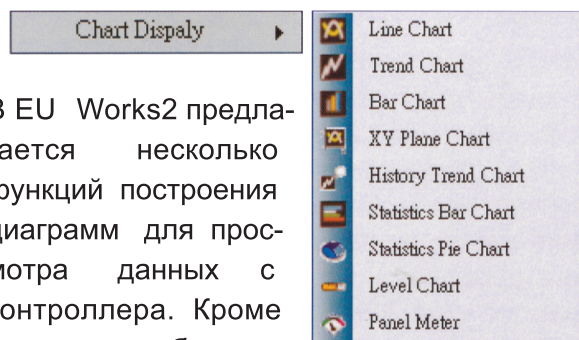 Chart Dispaly
Line Chart
Trend Chart
Bar Chart
XY Plane Chart
History Trend Chart
Statistics Bar Chart
Statistics Pie Chart
Level Chart
Panel Meter
В EU Works2 предла-
ается несколько
функций построения
диаграмм для прос-
мотра данных с
контроллера. Кроме